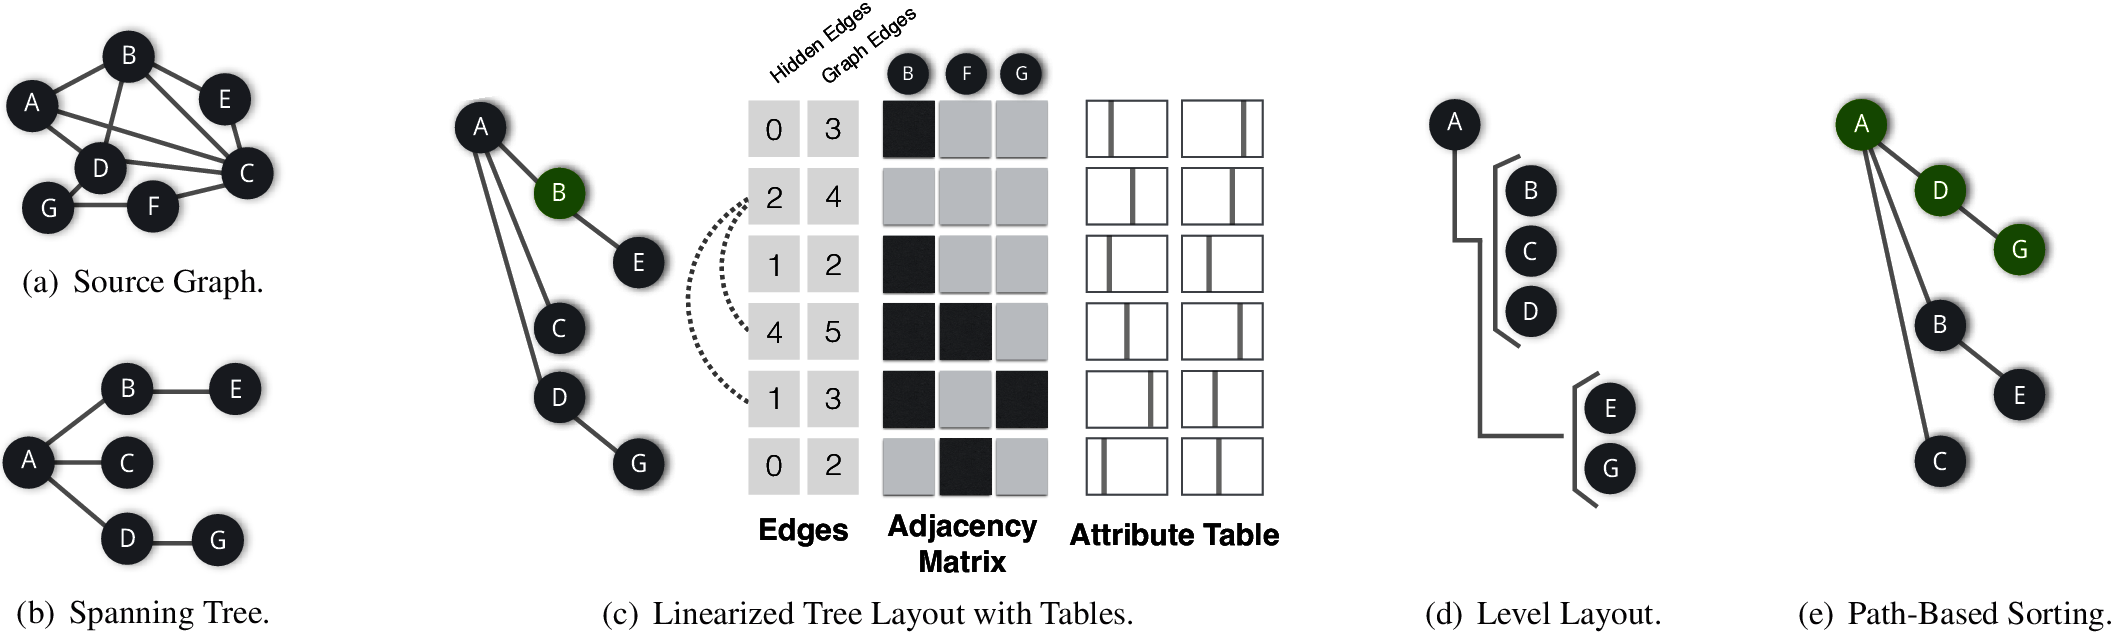 B
A
E
D
C
G
F
(a) Source Graph.
B
E
A
C
D
G
(b) Spanning Tree.
Hidden Edges
Graph Edges
B F G
A
0 3
B
2 4
E
1 2
C
4 5
D
1 3
G
0 2
Edges
Adjacency
Matrix
Attribute Table
(c) Linearized Tree Layout with Tables.
A
B
C
D
E
G
(d) Level Layout.
A
D
G
B
E
C
(e) Path-Based Sorting.